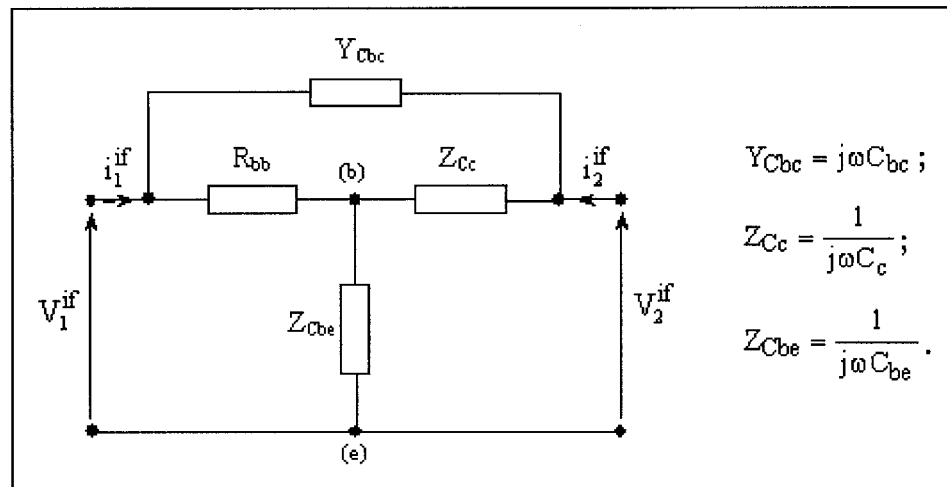 Y_Cbc
i_1^if R_bb (b) Z_Cc i_2^if
V_1^if Z_Cbe V_2^if
(e)
Y_Cbc = jωC_bc ;
Z_Cc = 1/(jωC_c) ;
Z_Cbe = 1/(jωC_be) .